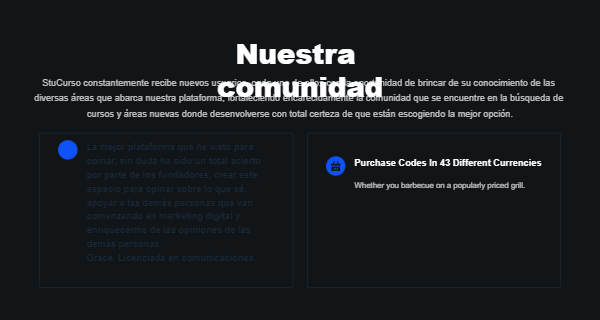 Nuestra
comunidad
StuCurso constantemente recibe nuevos usuarios, cada uno de ellos con la oportunidad de brincar de su conocimiento de las
diversas áreas que abarca nuestra plataforma, fortaleciendo encarecidamente la comunidad que se encuentre en la búsqueda de
cursos y áreas nuevas donde desenvolverse con total certeza de que están escogiendo la mejor opción.
La mejor plataforma que he visto para
opinar, sin duda ha sido un total acierto
por parte de los fundedores, crear este
espacio para opinar sobre lo que sé,
apoyar a las demás personas que van
comenzando en marketing digital y
enriquecerme de las opiniones de las
demás personas.
Grace, Licenciada en comunicaciones.
Purchase Codes In 43 Different Currencies
Whether you barbecue on a popularly priced grill.